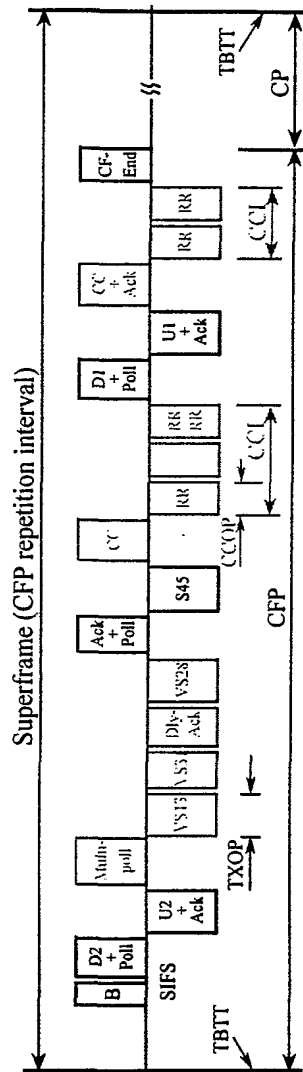 Superframe (CFP repetition interval)
B
D2 + Poll
Multi-poll
Ack + Poll
CC
D1 + Poll
CC + Ack
CF-End
SIFS
U2 + Ack
VS13
Dly-Ack
VS28
S45
RR
RR RR
U1 + Ack
RR
RR
TXOP
CCOP
CCI
CCI
TBTT
CFP
CP
TBTT